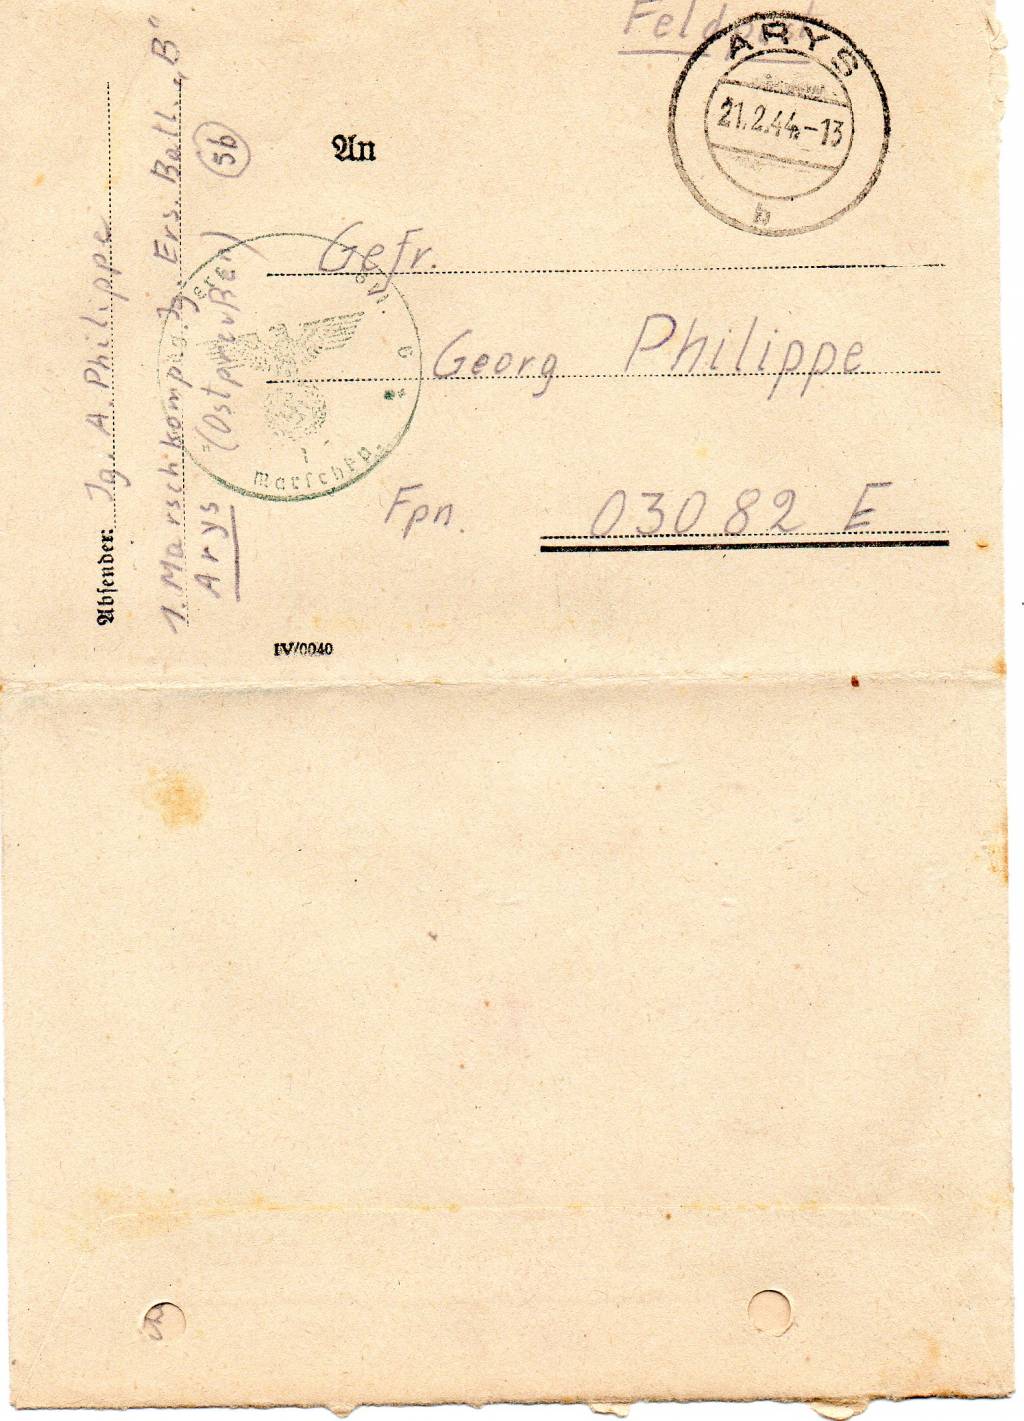 Feldpost
ARYS
21.2.44-13
b
An
Gefr.
Georg Philippe
Fpn. 03082 E
Absender: Jg. A. Philippe
1. Marschkomp. Jg. Ers. Batl. „B"
Arys (Ostpreußen) 5b
1
Marschkp.
IV/0040